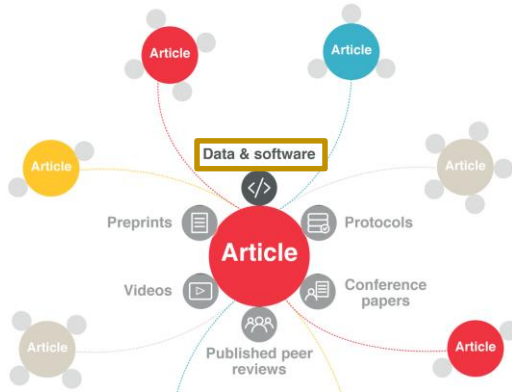 Article
Article
Data & software
</>
Article
Article
Preprints
Protocols
Article
Videos
Conference
papers
Published peer
reviews
Article
Article